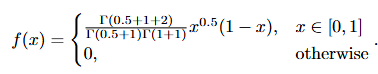 f(x) = { Γ(0.5+1+2) / Γ(0.5+1)Γ(1+1) x^{0.5}(1 − x), x ∈ [0, 1]
0, otherwise .